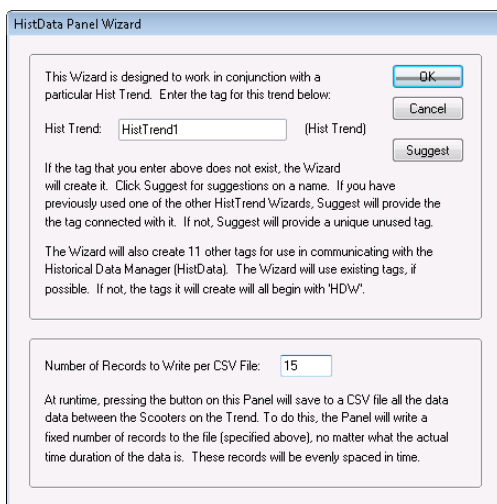 HistData Panel Wizard
This Wizard is designed to work in conjunction with a
particular Hist Trend. Enter the tag for this trend below:
OK
Cancel
Hist Trend: HistTrend1 (Hist Trend)
Suggest
If the tag that you enter above does not exist, the Wizard
will create it. Click Suggest for suggestions on a name. If you have
previously used one of the other HistTrend Wizards, Suggest will provide the
the tag connected with it. If not, Suggest will provide a unique unused tag.
The Wizard will also create 11 other tags for use in communicating with the
Historical Data Manager (HistData). The Wizard will use existing tags, if
possible. If not, the tags it will create will all begin with 'HDW'.
Number of Records to Write per CSV File: 15
At runtime, pressing the button on this Panel will save to a CSV file all the data
data between the Scooters on the Trend. To do this, the Panel will write a
fixed number of records to the file (specified above), no matter what the actual
time duration of the data is. These records will be evenly spaced in time.